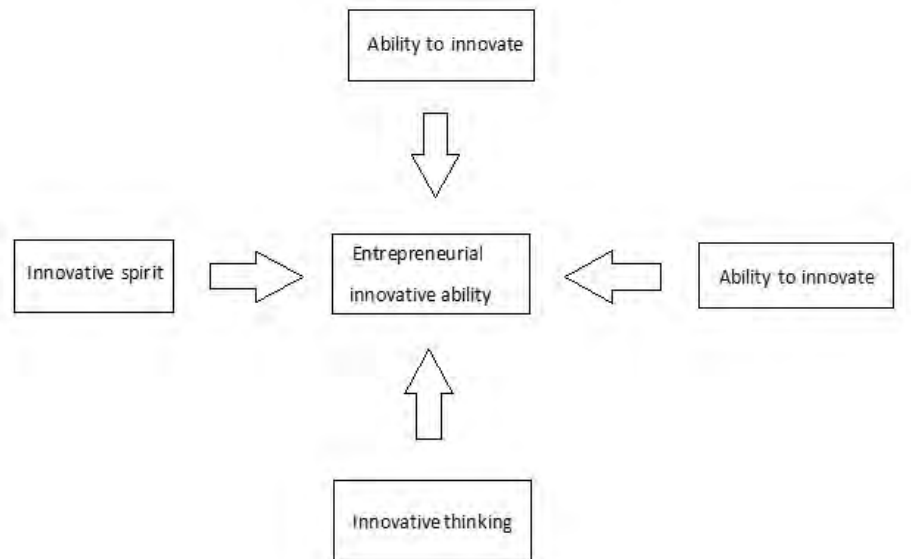 Ability to innovate
Innovative spirit
Entrepreneurial
innovative ability
Ability to innovate
Innovative thinking